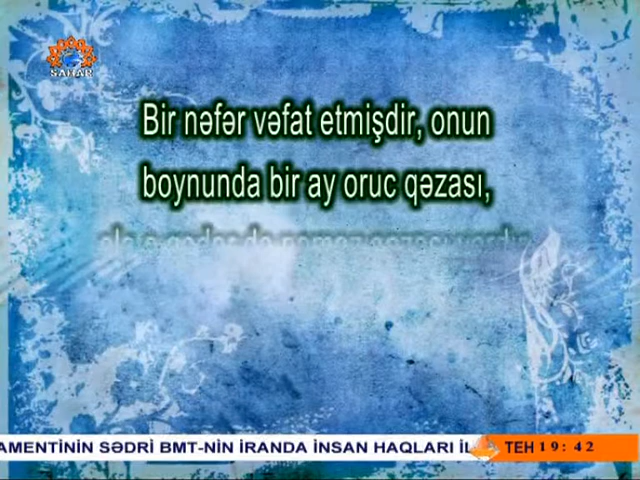 SAHAR
Bir nəfər vəfat etmişdir, onun
boynunda bir ay oruc qəzası,
AMENTİNİN SƏDRİ BMT-NİN İRANDA İNSAN HAQLARI İL
TEH 19:42